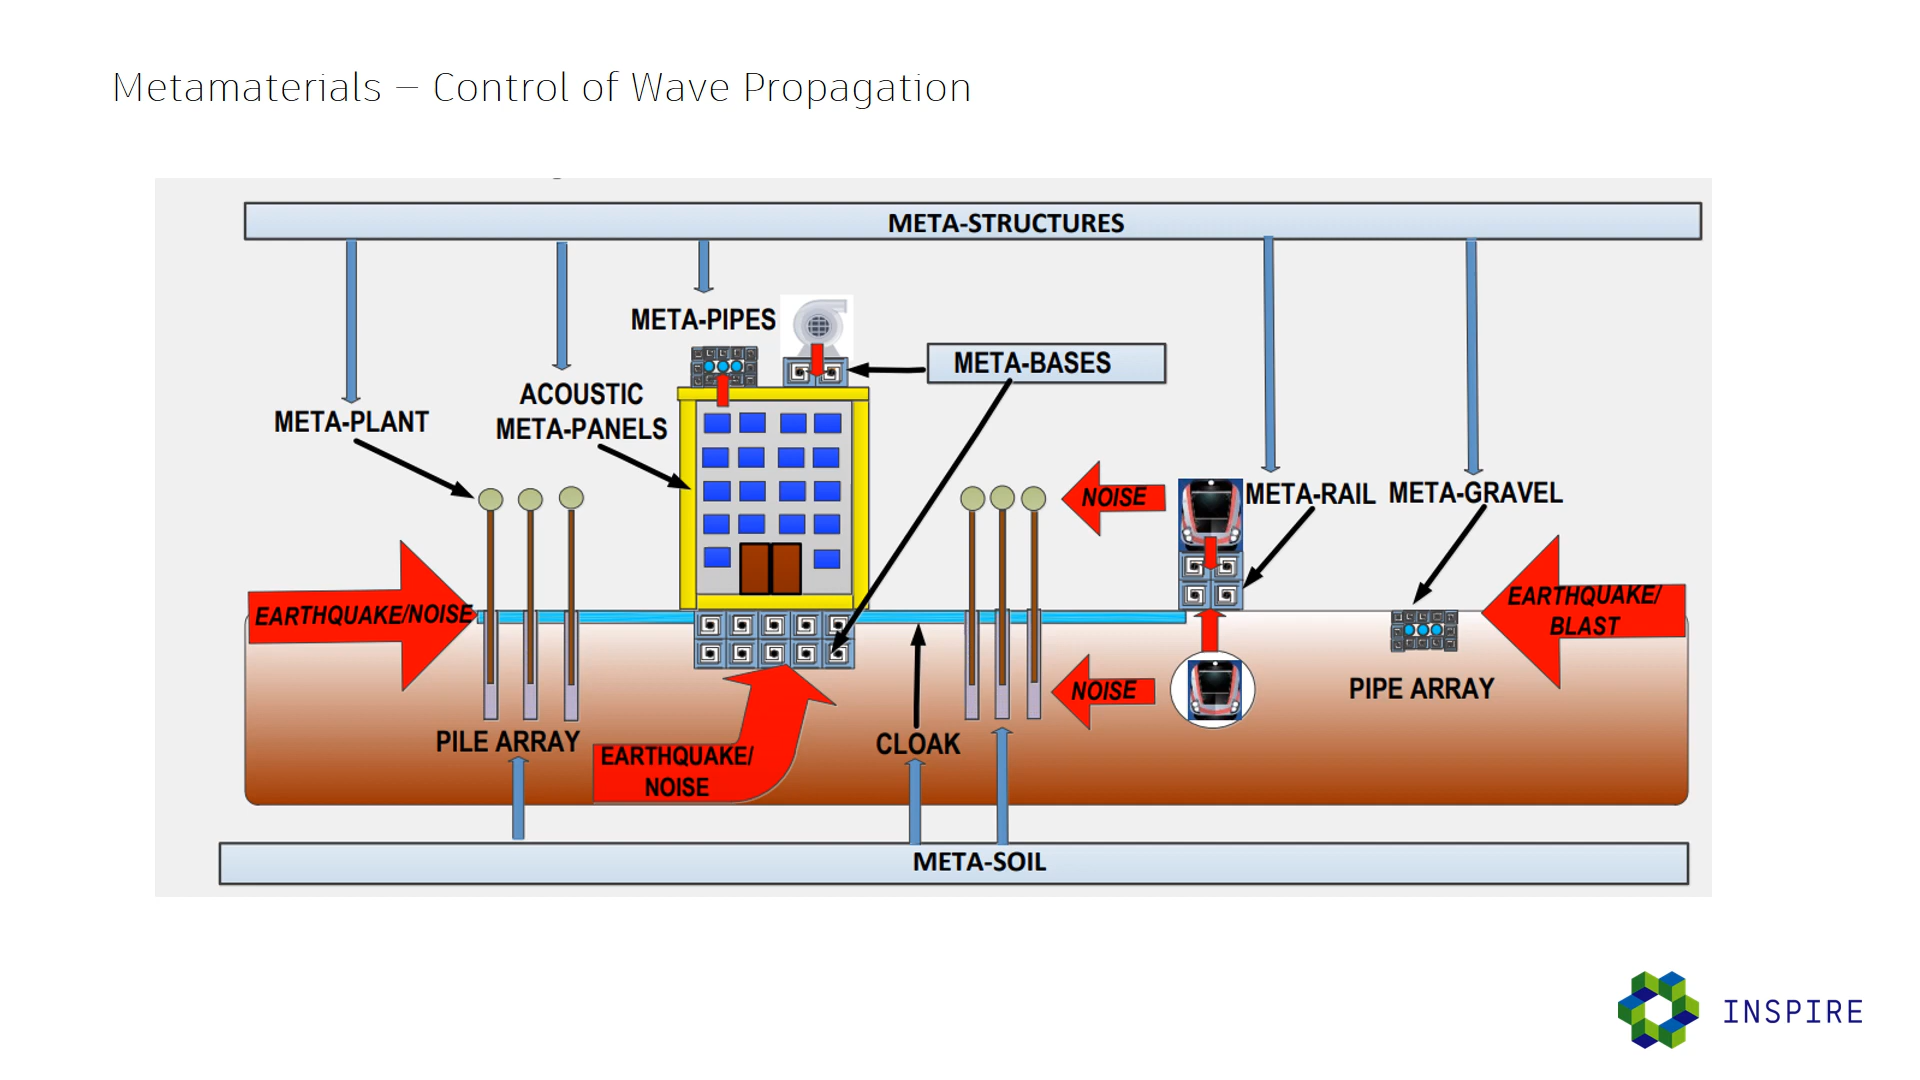 Metamaterials – Control of Wave Propagation
META-STRUCTURES
META-PIPES
META-BASES
ACOUSTIC
META-PANELS
META-PLANT
NOISE
META-RAIL
META-GRAVEL
EARTHQUAKE/NOISE
EARTHQUAKE/
BLAST
NOISE
PIPE ARRAY
PILE ARRAY
EARTHQUAKE/
NOISE
CLOAK
META-SOIL
INSPIRE